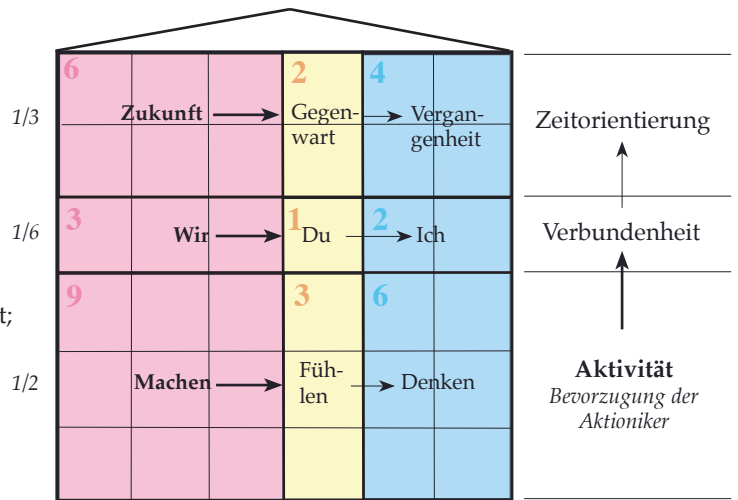 6 2 4
1/3 Zukunft Gegen- Vergan- Zeitorientierung
wart genheit
3 1 2
1/6 Wir Du Ich Verbundenheit
9 3 6
t;
1/2 Machen Füh- Denken Aktivität
len Bevorzugung der
Aktioniker